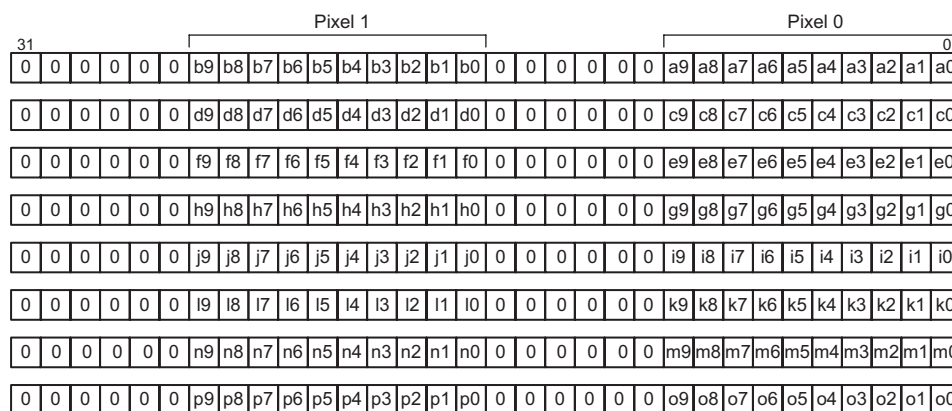 Pixel 1 Pixel 0
31 0
0 0 0 0 0 0 b9 b8 b7 b6 b5 b4 b3 b2 b1 b0 0 0 0 0 0 0 a9 a8 a7 a6 a5 a4 a3 a2 a1 a0
0 0 0 0 0 0 d9 d8 d7 d6 d5 d4 d3 d2 d1 d0 0 0 0 0 0 0 c9 c8 c7 c6 c5 c4 c3 c2 c1 c0
0 0 0 0 0 0 f9 f8 f7 f6 f5 f4 f3 f2 f1 f0 0 0 0 0 0 0 e9 e8 e7 e6 e5 e4 e3 e2 e1 e0
0 0 0 0 0 0 h9 h8 h7 h6 h5 h4 h3 h2 h1 h0 0 0 0 0 0 0 g9 g8 g7 g6 g5 g4 g3 g2 g1 g0
0 0 0 0 0 0 j9 j8 j7 j6 j5 j4 j3 j2 j1 j0 0 0 0 0 0 0 i9 i8 i7 i6 i5 i4 i3 i2 i1 i0
0 0 0 0 0 0 l9 l8 l7 l6 l5 l4 l3 l2 l1 l0 0 0 0 0 0 0 k9 k8 k7 k6 k5 k4 k3 k2 k1 k0
0 0 0 0 0 0 n9 n8 n7 n6 n5 n4 n3 n2 n1 n0 0 0 0 0 0 0 m9 m8 m7 m6 m5 m4 m3 m2 m1 m0
0 0 0 0 0 0 p9 p8 p7 p6 p5 p4 p3 p2 p1 p0 0 0 0 0 0 0 o9 o8 o7 o6 o5 o4 o3 o2 o1 o0